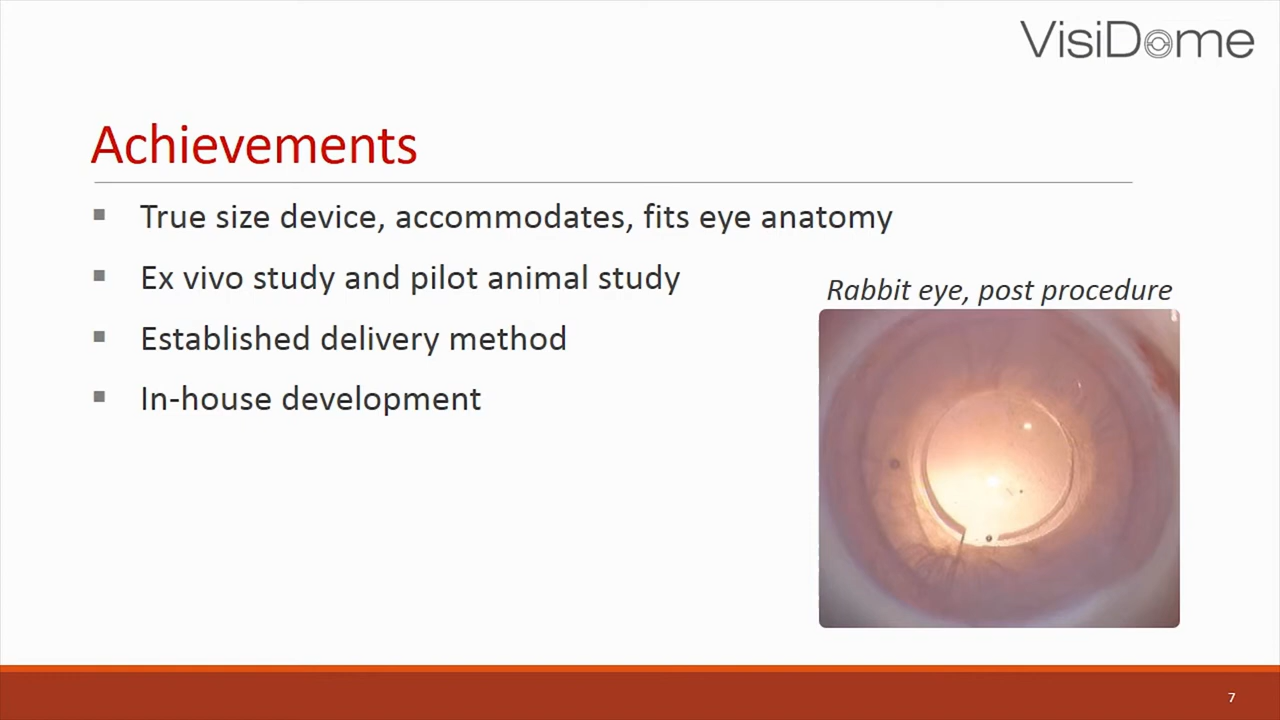 VisiDome
Achievements
True size device, accommodates, fits eye anatomy
Ex vivo study and pilot animal study
Established delivery method
In-house development
Rabbit eye, post procedure
7